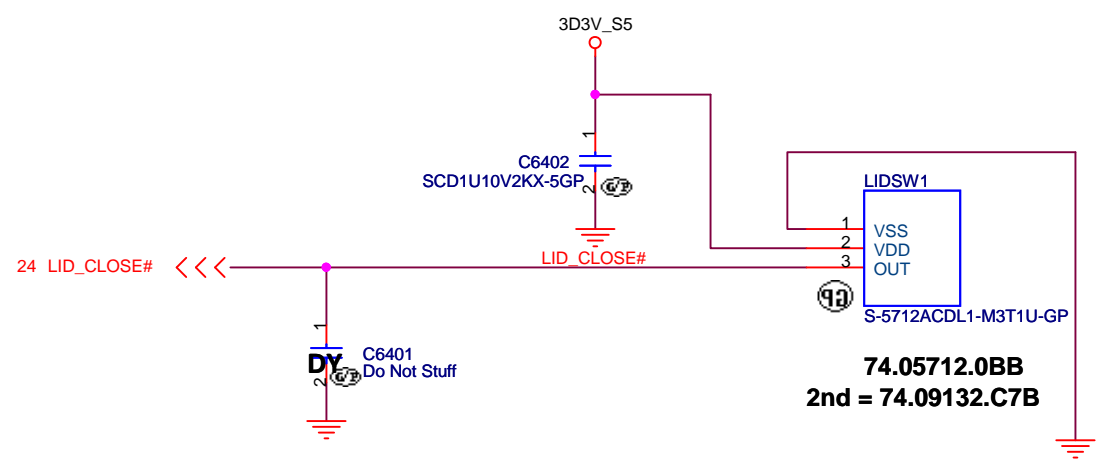 3D3V_S5
1
C6402
SCD1U10V2KX-5GP
2
G/P
LIDSW1
1 VSS
2 VDD
3 OUT
24 LID_CLOSE#
LID_CLOSE#
GP
S-5712ACDL1-M3T1U-GP
1
C6401
DY
Do Not Stuff
2
G/P
74.05712.0BB
2nd = 74.09132.C7B